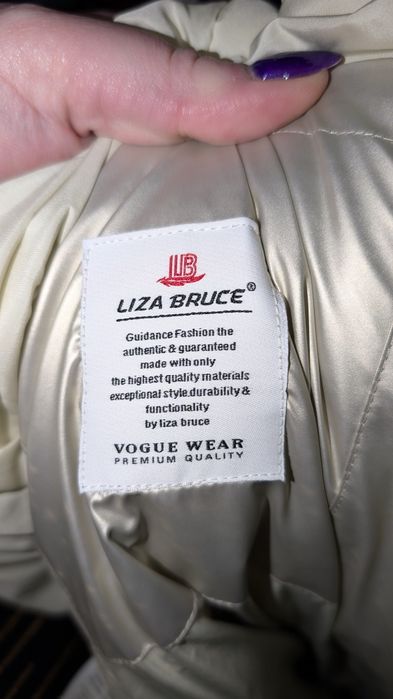 LB
LIZA BRUCE®
Guidance Fashion the
authentic & guaranteed
made with only
the highest quality materials
exceptional style.durability &
functionality
by liza bruce
VOGUE WEAR
PREMIUM QUALITY